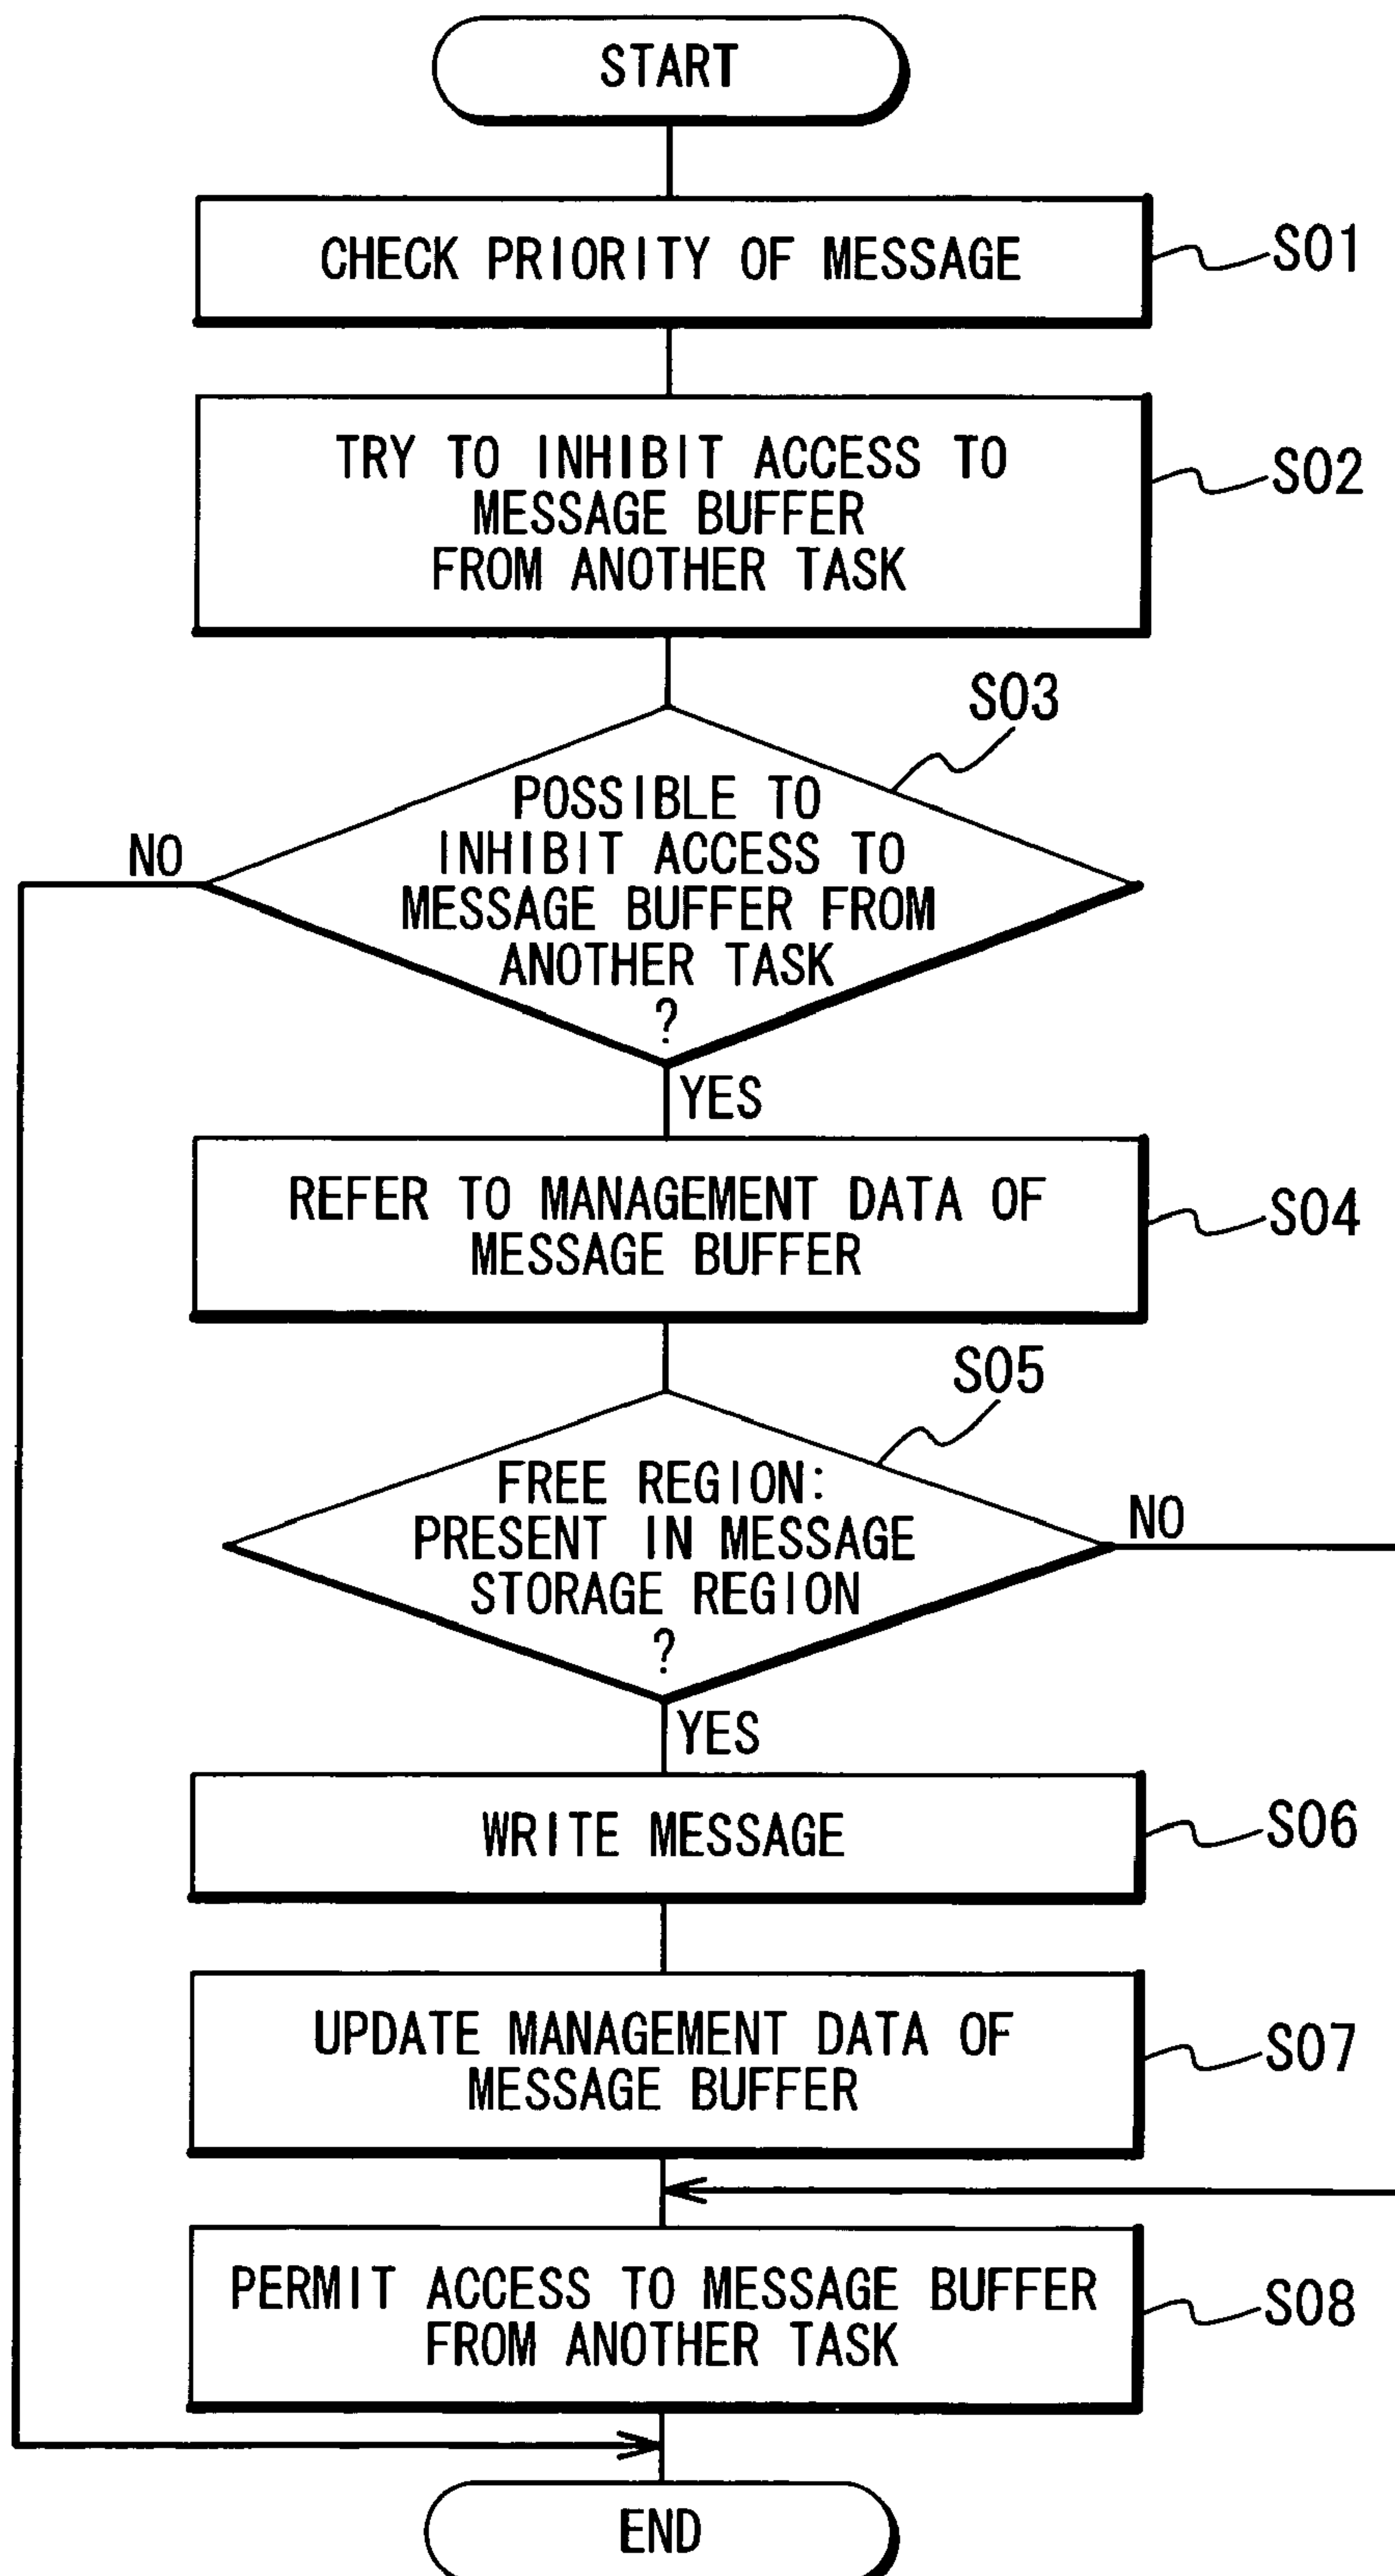 START
CHECK PRIORITY OF MESSAGE
S01
TRY TO INHIBIT ACCESS TO
MESSAGE BUFFER
FROM ANOTHER TASK
S02
S03
POSSIBLE TO
INHIBIT ACCESS TO
MESSAGE BUFFER FROM
ANOTHER TASK
?
NO
YES
REFER TO MANAGEMENT DATA OF
MESSAGE BUFFER
S04
S05
FREE REGION:
PRESENT IN MESSAGE
STORAGE REGION
?
NO
YES
WRITE MESSAGE
S06
UPDATE MANAGEMENT DATA OF
MESSAGE BUFFER
S07
PERMIT ACCESS TO MESSAGE BUFFER
FROM ANOTHER TASK
S08
END